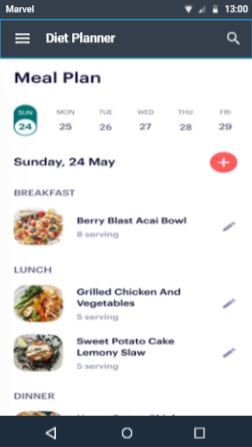 Marvel 13:00
Diet Planner
Meal Plan
SUN MON TUE WED THU FRI
24 25 26 27 28 29
Sunday, 24 May
BREAKFAST
Berry Blast Acai Bowl
8 serving
LUNCH
Grilled Chicken And
Vegetables
5 serving
Sweet Potato Cake
Lemony Slaw
5 serving
DINNER